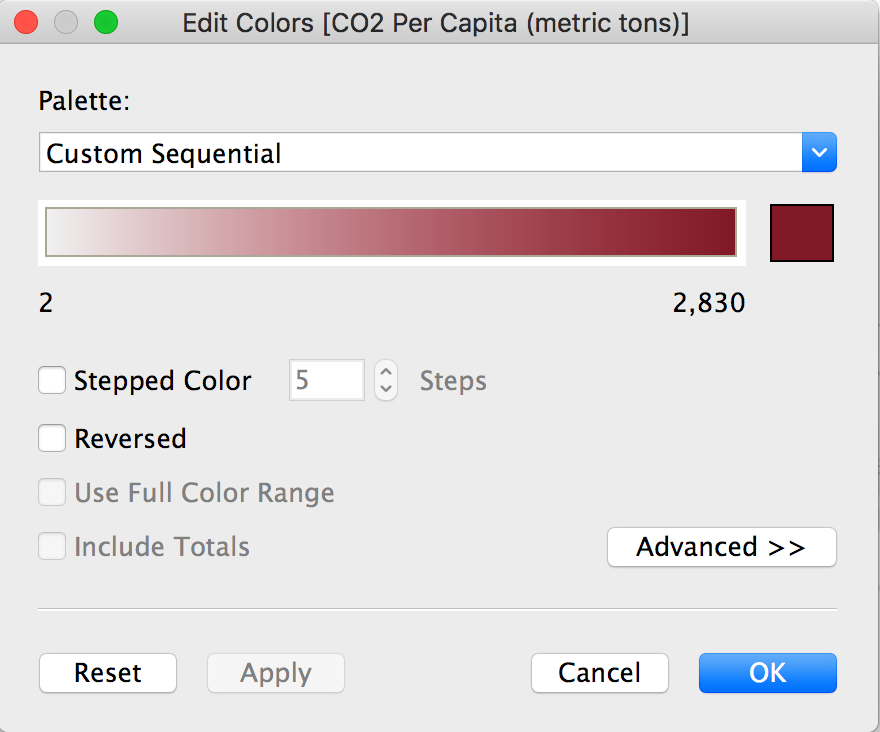 Edit Colors [CO2 Per Capita (metric tons)]
Palette:
Custom Sequential
2 2,830
Stepped Color 5 Steps
Reversed
Use Full Color Range
Include Totals Advanced >>
Reset Apply Cancel OK